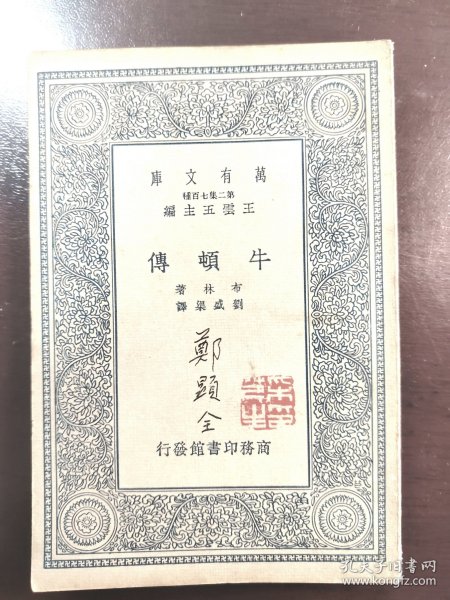 萬有文庫
第二集七百種
王雲五主編
牛頓傳
布林著
劉盛渠譯
鄭顯全
商務印書館發行
孔夫子旧书网
www.kongfz.com